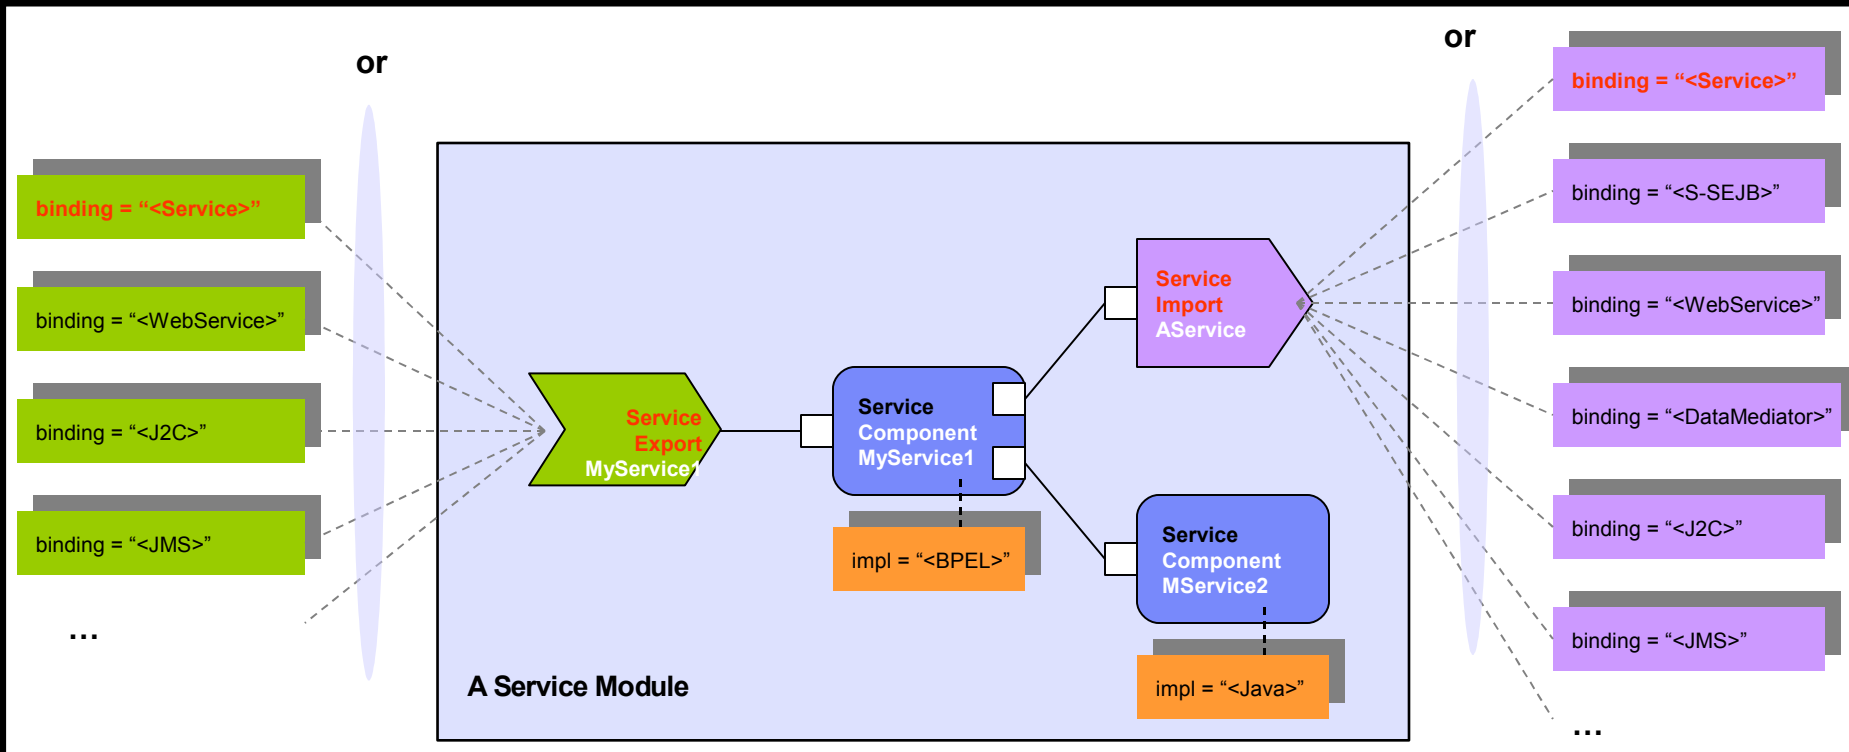 or
binding = “<Service>”
binding = “<WebService>”
binding = “<J2C>”
binding = “<JMS>”
...
Service
Export
MyService1
Service
Component
MyService1
impl = “<BPEL>”
Service
Import
AService
Service
Component
MService2
impl = “<Java>”
A Service Module
or
binding = “<Service>”
binding = “<S-SEJB>”
binding = “<WebService>”
binding = “<DataMediator>”
binding = “<J2C>”
binding = “<JMS>”
...